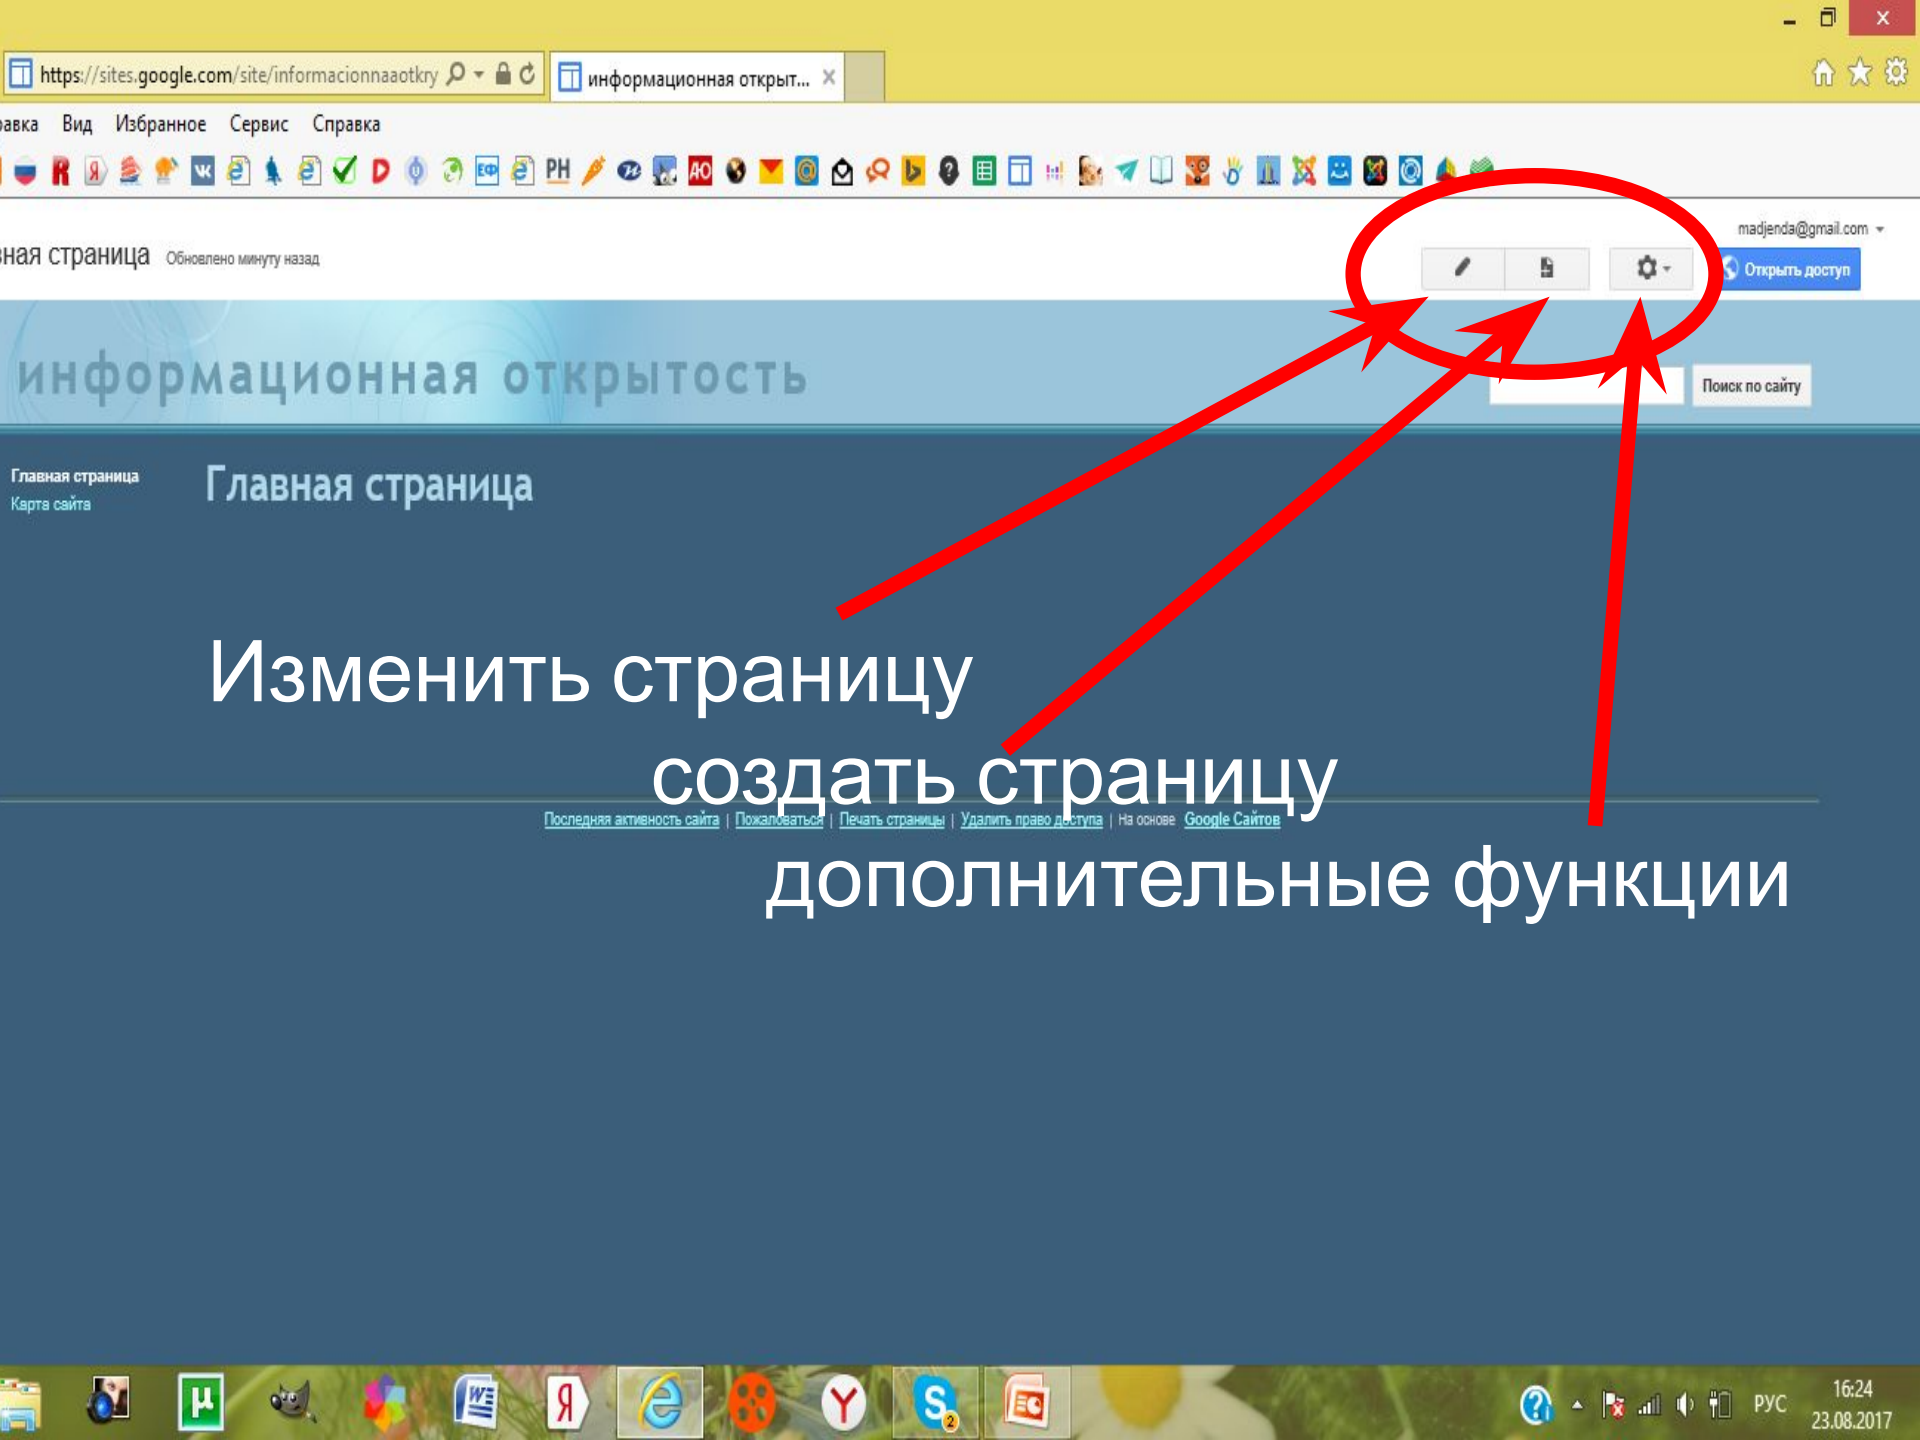 https://sites.google.com/site/informacionnaaotkry
информационная открыт...
равка Вид Избранное Сервис Справка
madjenda@gmail.com
вная страница Обновлено минуту назад
Открыть доступ
информационная открытость
Поиск по сайту
Главная страница
Карта сайта
Главная страница
Изменить страницу
создать страницу
Последняя активность сайта | Пожаловаться | Печать страницы | Удалить право доступа | На основе Google Сайтов
дополнительные функции
РУС
16:24
23.08.2017